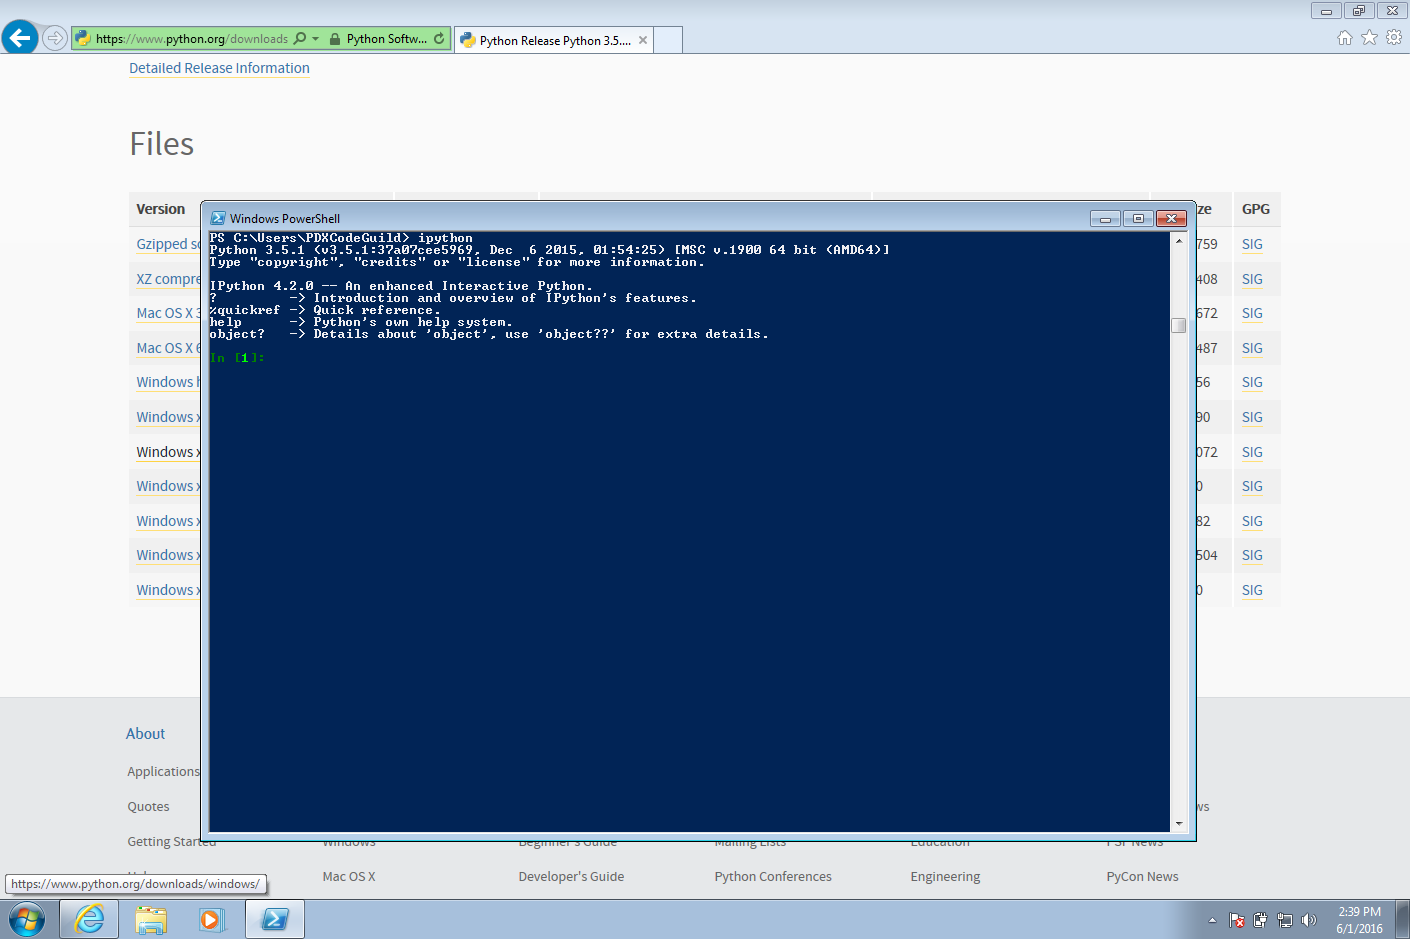 https://www.python.org/downloads
Python Softw...
Python Release Python 3.5....
Detailed Release Information
Files
Version
ze
GPG
Gzipped so
759
SIG
XZ compre
408
SIG
Mac OS X 3
672
SIG
Mac OS X 6
487
SIG
Windows h
56
SIG
Windows x
90
SIG
Windows x
072
SIG
Windows x
0
SIG
Windows x
82
SIG
Windows x
504
SIG
Windows x
0
SIG
Windows PowerShell
PS C:\Users\PDXCodeGuild> ipython
Python 3.5.1 (v3.5.1:37a07cee5969, Dec  6 2015, 01:54:25) [MSC v.1900 64 bit (AMD64)]
Type "copyright", "credits" or "license" for more information.
IPython 4.2.0 -- An enhanced Interactive Python.
?         -> Introduction and overview of IPython's features.
%quickref -> Quick reference.
help      -> Python's own help system.
object?   -> Details about 'object', use 'object??' for extra details.
In [1]:
About
Applications
Quotes
ws
Getting Started
Windows
Beginner's Guide
Mailing Lists
Education
PSF News
Mac OS X
Developer's Guide
Python Conferences
Engineering
PyCon News
https://www.python.org/downloads/windows/
2:39 PM
6/1/2016